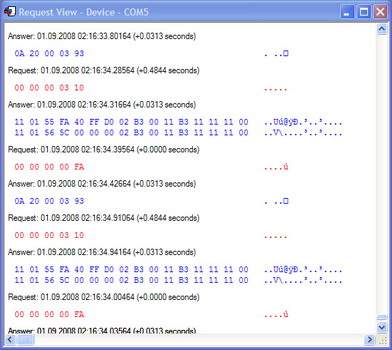 Request View - Device - COM5
Answer: 01.09.2008 02:16:33.80164 (+0.0313 seconds)
0A 20 00 03 93 . ..□
Request: 01.09.2008 02:16:34.28564 (+0.4844 seconds)
00 00 00 03 10 .....
Answer: 01.09.2008 02:16:34.31664 (+0.0313 seconds)
11 01 55 FA 40 FF D0 02 B3 00 11 B3 11 11 11 00 ..Uú@ÿÐ.³..³....
11 01 56 5C 00 00 00 02 B3 00 11 B3 11 11 11 00 ..V\....³..³....
Request: 01.09.2008 02:16:34.39564 (+0.0000 seconds)
00 00 00 00 FA ....ú
Answer: 01.09.2008 02:16:34.42664 (+0.0313 seconds)
0A 20 00 03 93 . ..□
Request: 01.09.2008 02:16:34.91064 (+0.4844 seconds)
00 00 00 03 10 .....
Answer: 01.09.2008 02:16:34.94164 (+0.0313 seconds)
11 01 55 FA 40 FF D0 02 B3 00 11 B3 11 11 11 00 ..Uú@ÿÐ.³..³....
11 01 56 5C 00 00 00 02 B3 00 11 B3 11 11 11 00 ..V\....³..³....
Request: 01.09.2008 02:16:34.00464 (+0.0000 seconds)
00 00 00 00 FA ....ú
Answer: 01.09.2008 02:16:34.03564 (+0.0313 seconds)